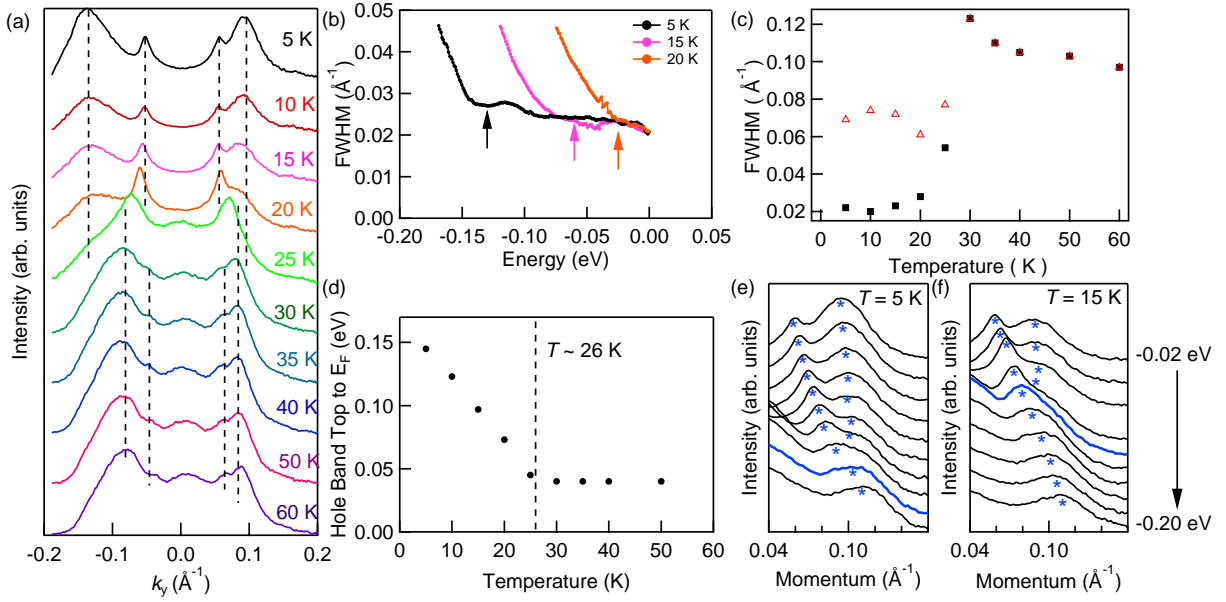 (a)
5 K
10 K
15 K
20 K
25 K
30 K
35 K
40 K
50 K
60 K
Intensity (arb. units)
-0.2
-0.1
0.0
0.1
0.2
k_y (Å⁻¹)
(b)
5 K
15 K
20 K
FWHM (Å⁻¹)
0.05
0.04
0.03
0.02
0.01
0.00
-0.20
-0.15
-0.10
-0.05
0.00
0.05
Energy (eV)
(c)
FWHM (Å⁻¹)
0.12
0.10
0.08
0.06
0.04
0.02
0
10
20
30
40
50
60
Temperature ( K )
(d)
T ~ 26 K
Hole Band Top to E_F (eV)
0.15
0.10
0.05
0.00
0
10
20
30
40
50
60
Temperature (K)
(e)
T = 5 K
Intensity (arb. units)
0.04
0.10
Momentum (Å⁻¹)
(f)
T = 15 K
Intensity (arb. units)
0.04
0.10
Momentum (Å⁻¹)
-0.02 eV
-0.20 eV